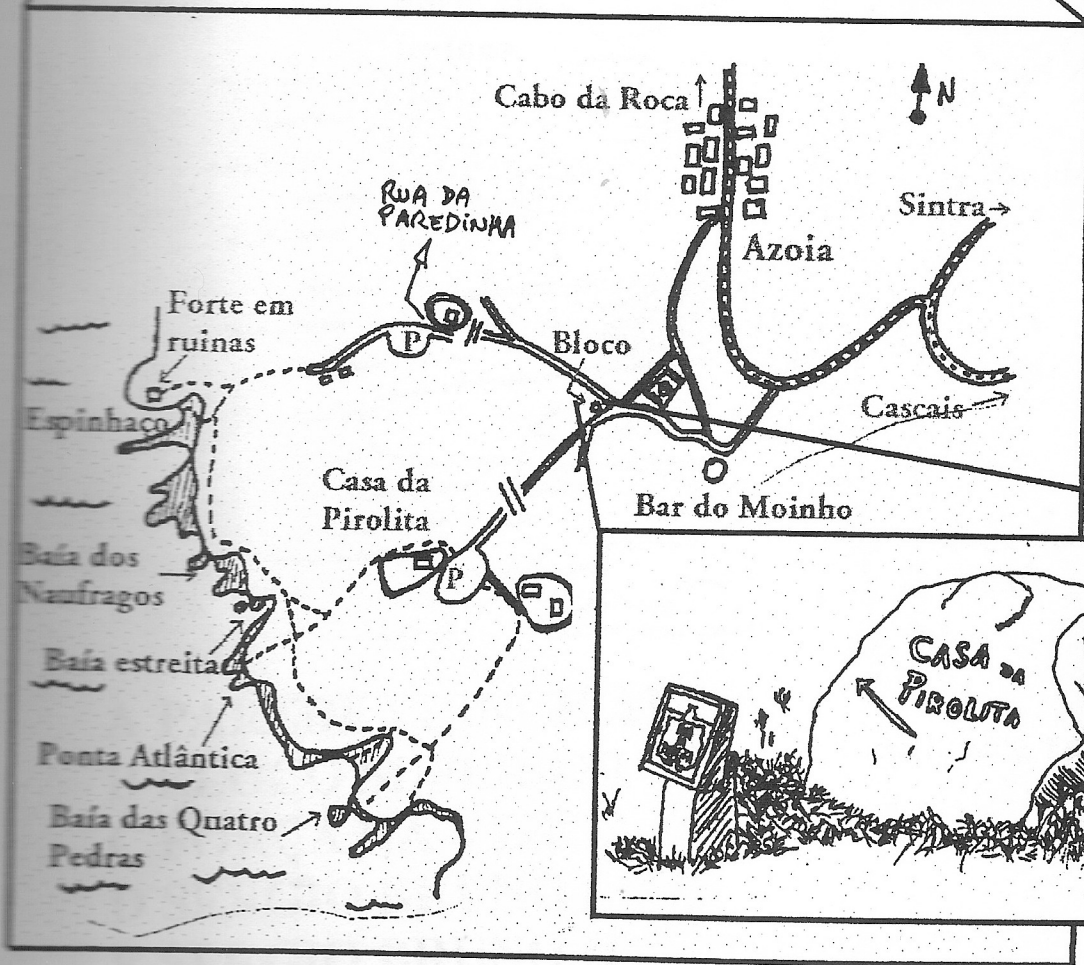 Cabo da Roca
N
RUA DA
PAREDINHA
Sintra
Azoia
Forte em
ruinas
P
Bloco
Espinhaço
Cascais
Casa da
Pirolita
Bar do Moinho
Baía dos
Naufragos
P
Baía estreita
CASA DA
PIROLITA
Ponta Atlântica
Baía das Quatro
Pedras